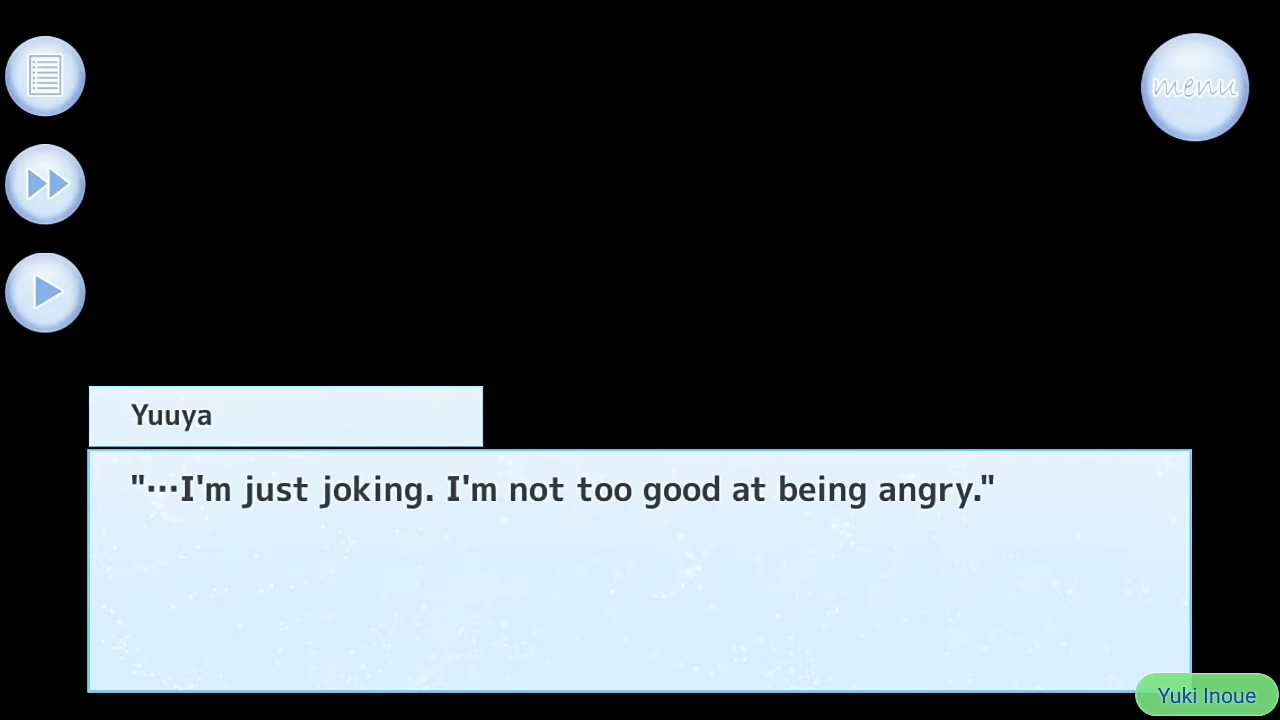 menu
Yuuya
"…I'm just joking. I'm not too good at being angry."
Yuki Inoue